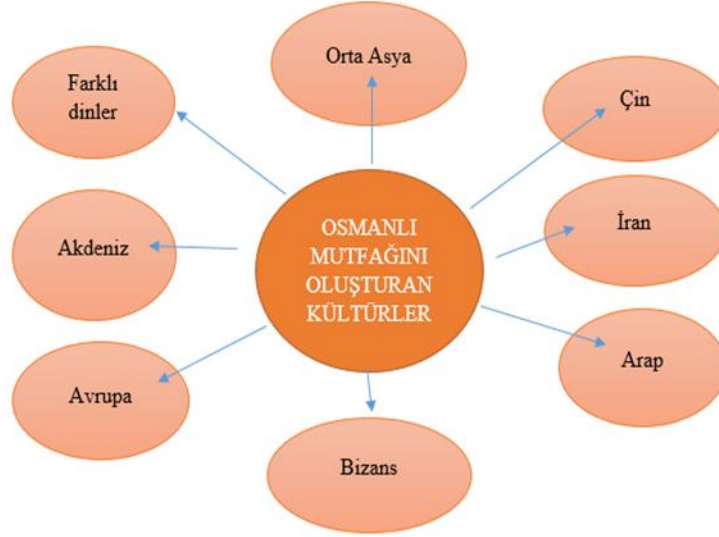 Orta Asya
Farklı
dinler
Çin
OSMANLI
MUTFAĞINI
OLUŞTURAN
KÜLTÜRLER
Akdeniz
İran
Avrupa
Arap
Bizans